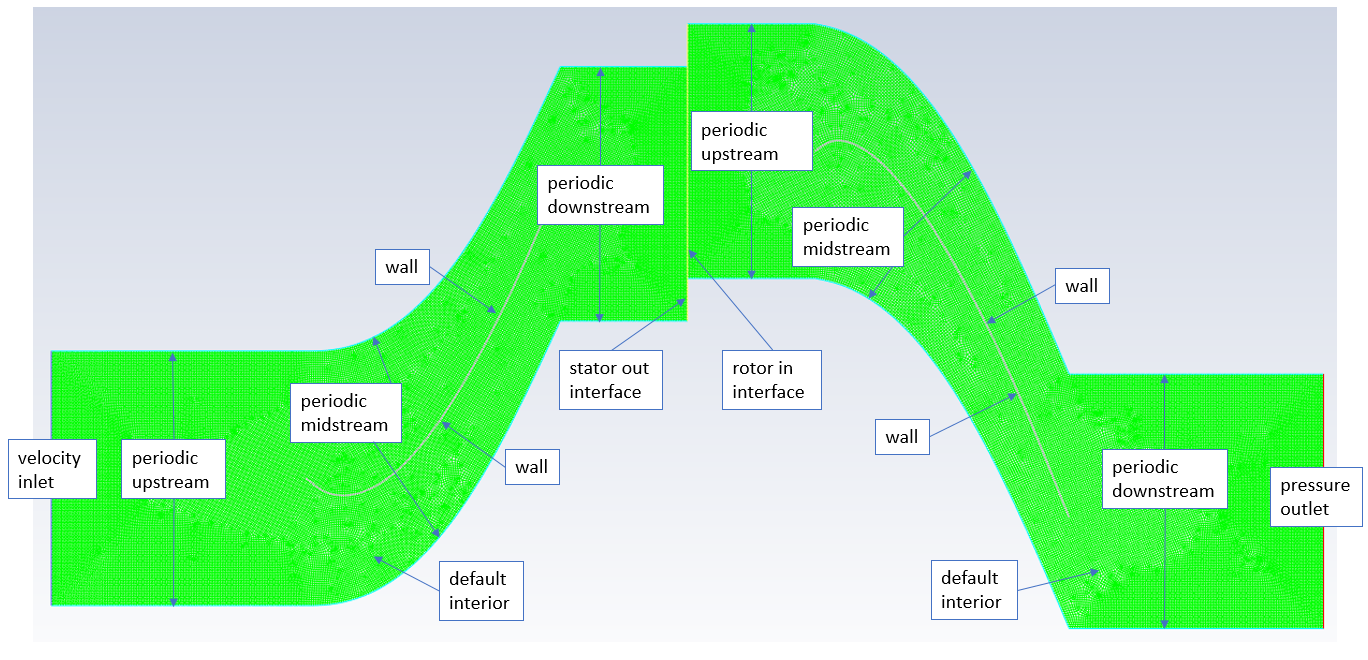 periodic
upstream
periodic
downstream
periodic
midstream
wall
wall
stator out
interface
rotor in
interface
periodic
midstream
wall
wall
velocity
inlet
periodic
upstream
wall
periodic
downstream
pressure
outlet
default
interior
default
interior